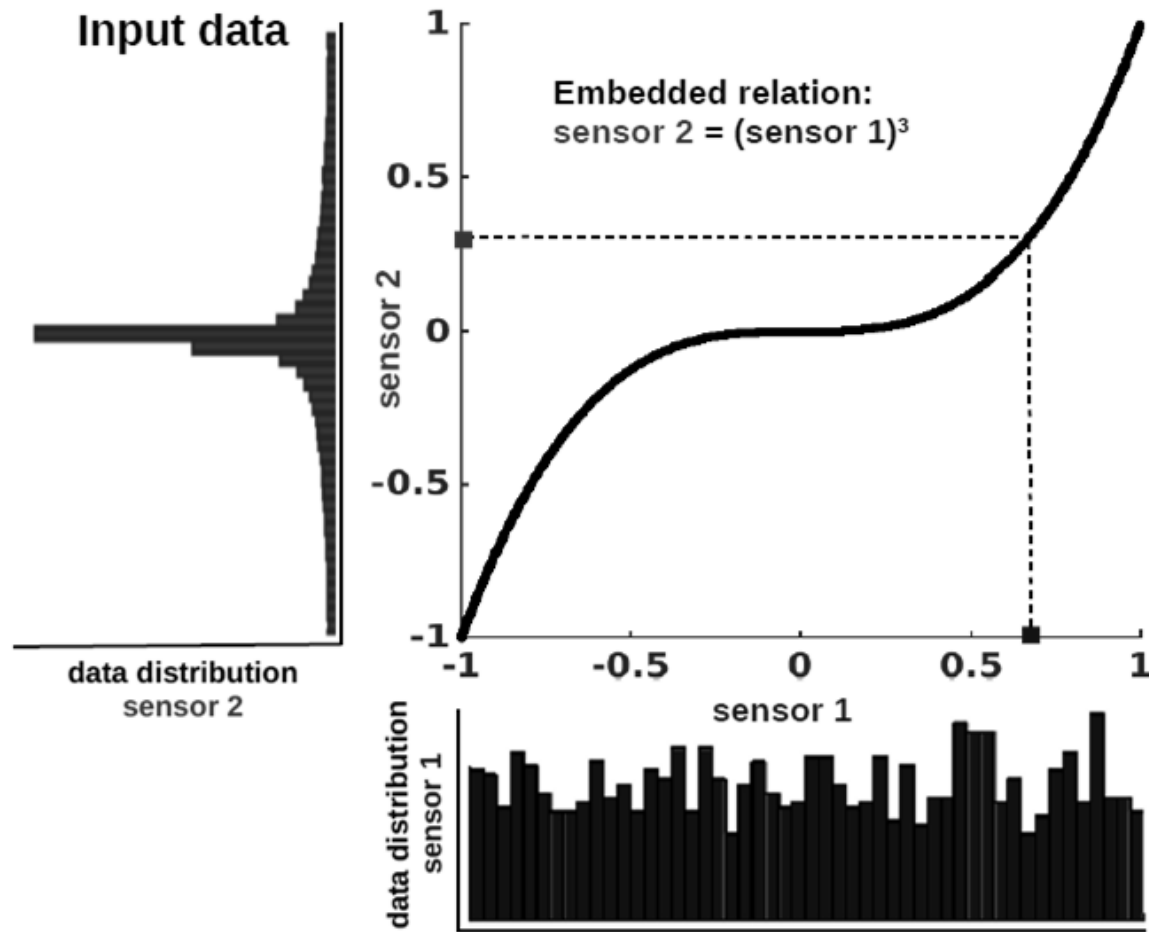 Input data
Embedded relation:
sensor 2 = (sensor 1)³
1
0.5
0
-0.5
-1
sensor 2
-1
-0.5
0
0.5
1
sensor 1
data distribution
sensor 2
data distribution
sensor 1